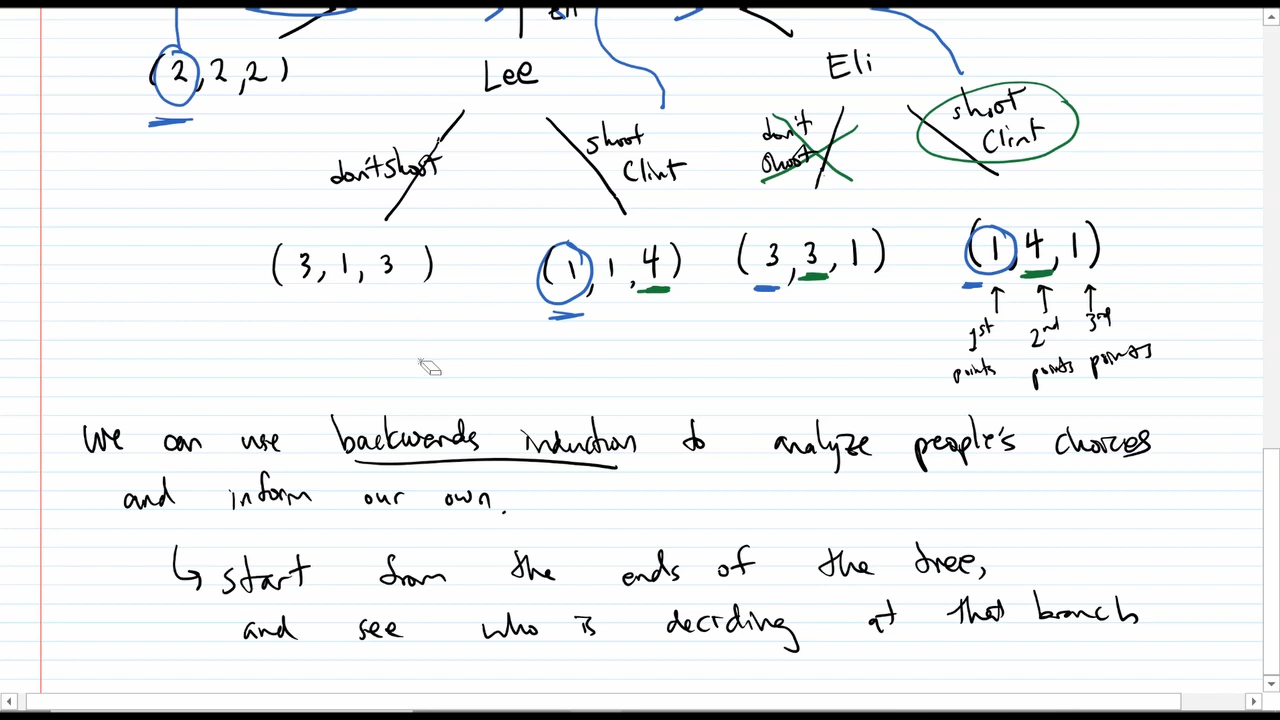 Eli
(2, 2, 2)
Lee
Eli
don't shoot
shoot
Clint
don't
shoot
shoot
Clint
(3, 1, 3)
(1, 1, 4)
(3, 3, 1)
(1, 4, 1)
1st
points
2nd
points
3rd
points
We can use backwards induction to analyze people's choices
and inform our own.
↳ start from the ends of the tree,
and see who is deciding at that branch